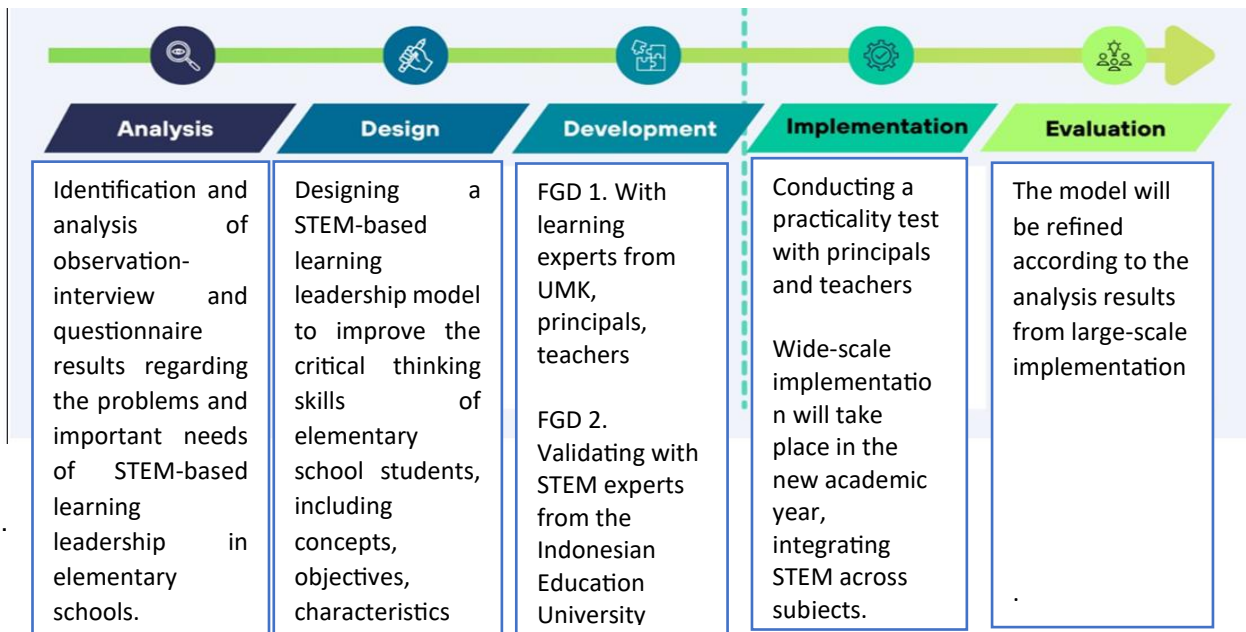 Analysis
Design
Development
Implementation
Evaluation
Identification and
analysis of
observation-
interview and
questionnaire
results regarding
the problems and
important needs
of STEM-based
learning
leadership in
elementary
schools.
Designing a
STEM-based
learning
leadership model
to improve the
critical thinking
skills of
elementary
school students,
including
concepts,
objectives,
characteristics
FGD 1. With
learning
experts from
UMK,
principals,
teachers
FGD 2.
Validating with
STEM experts
from the
Indonesian
Education
University
Conducting a
practicality test
with principals
and teachers
Wide-scale
implementatio
n will take
place in the
new academic
year,
integrating
STEM across
subjects.
The model will
be refined
according to the
analysis results
from large-scale
implementation
.
.